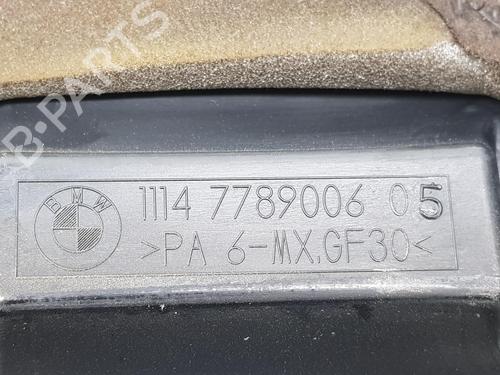 B-PARTS
BMW
1114 7789006 05
>PA 6-MX.GF30<